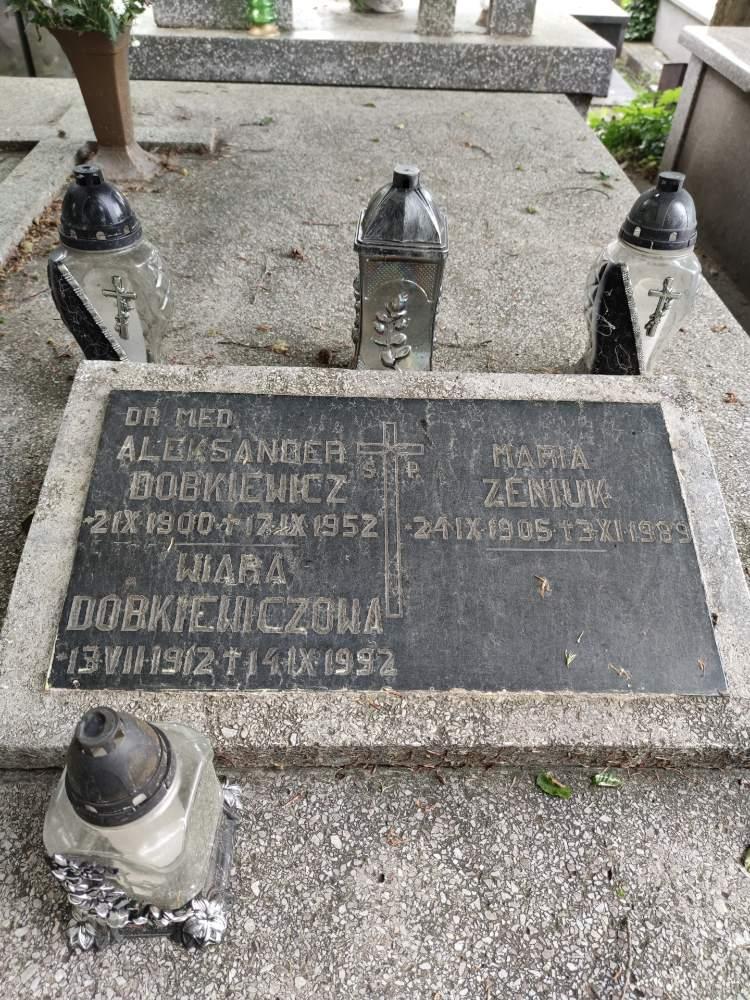 DR MED.
ALEKSANDER
DOBKIEWICZ
*2 IX 1900 † 17 IX 1952
WIARA
DOBKIEWICZOWA
*13 VII 1912 † 14 IX 1992
Ś. P.
MARIA
ZENIUK
*24 IX 1905 † 3 XI 1989